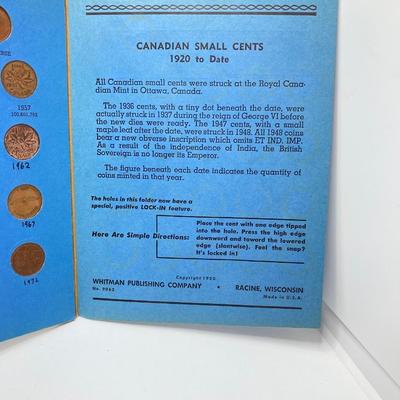 CANADIAN SMALL CENTS
1920 to Date
All Canadian small cents were struck at the Royal Cana-
dian Mint in Ottawa, Canada.
The 1936 cents, with a tiny dot beneath the date, were
actually struck in 1937 during the reign of George VI before
the new dies were ready. The 1947 cents, with a small
maple leaf after the date, were struck in 1948. All 1948 coins
bear a new obverse inscription which omits ET IND. IMP.
As a result of the independence of India, the British
Sovereign is no longer its Emperor.
The figure beneath each date indicates the quantity of
coins minted in that year.
The holes in this folder now have a
special, positive LOCK-IN feature.
Here Are Simple Directions:
Place the cent with one edge tipped
into the hole. Press the high edge
downward and toward the lowered
edge (slantwise). Feel the snap?
It's locked in!
Copyright 1950
WHITMAN PUBLISHING COMPANY • RACINE, WISCONSIN
No. 9062
Made in U.S.A.
1957
100,601,792
1962
1967
1972